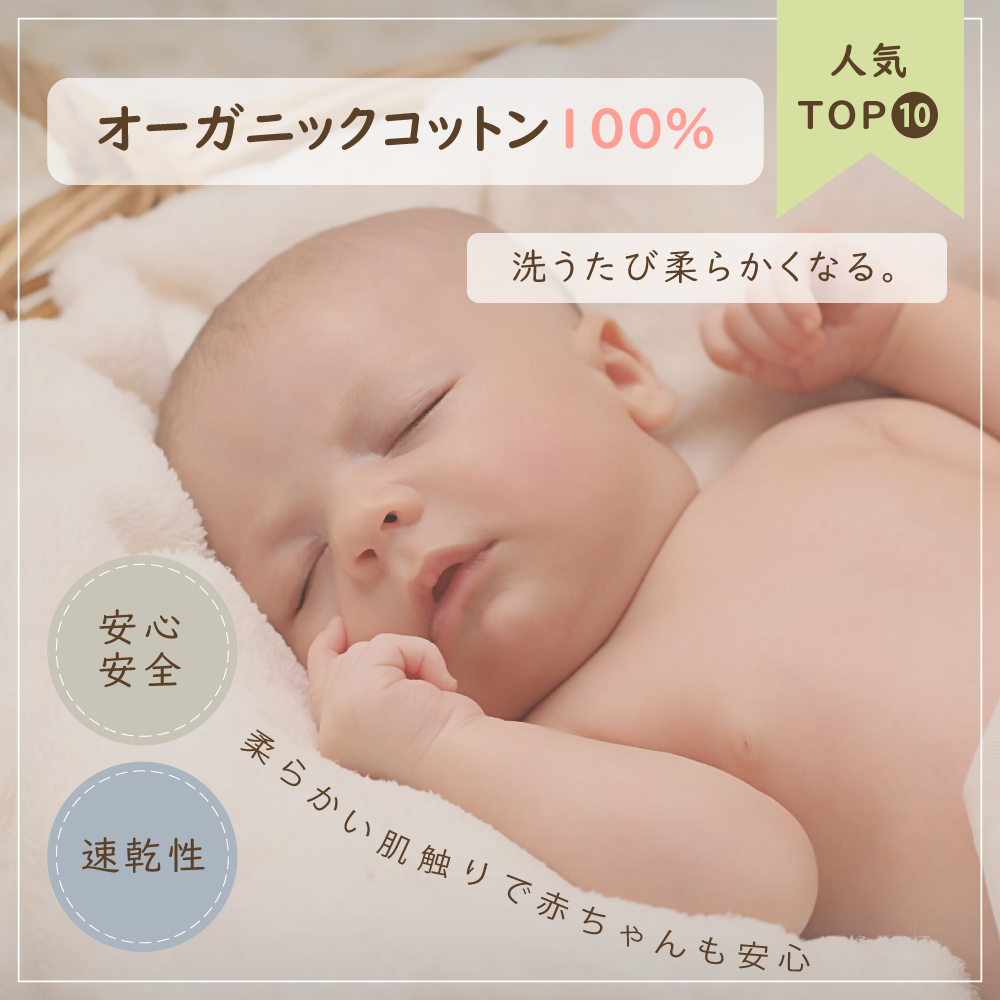 人気
TOP10
オーガニックコットン100%
洗うたび柔らかくなる。
安心
安全
速乾性
柔らかい肌触りで赤ちゃんも安心